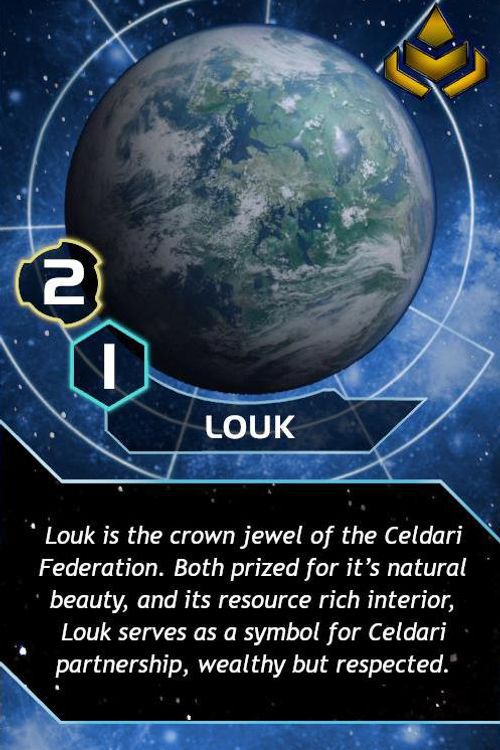 2
1
LOUK
Louk is the crown jewel of the Celdari
Federation. Both prized for it's natural
beauty, and its resource rich interior,
Louk serves as a symbol for Celdari
partnership, wealthy but respected.